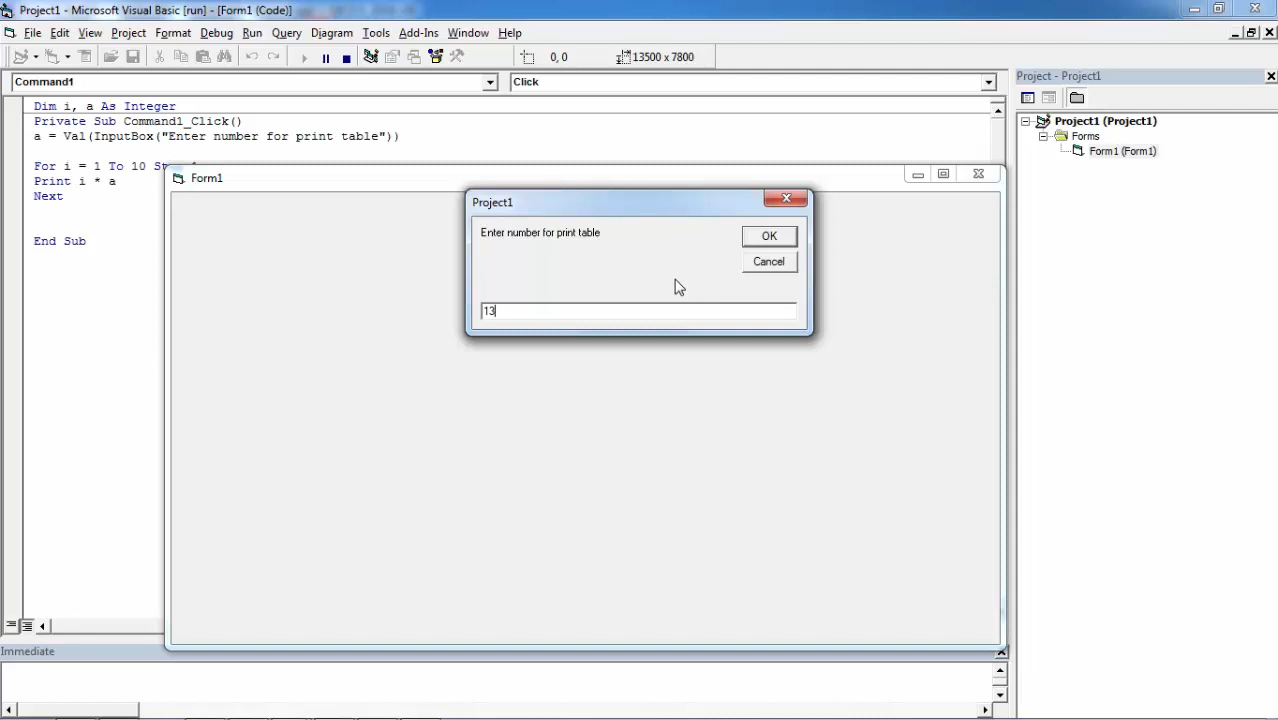 Project1 - Microsoft Visual Basic [run] - [Form1 (Code)]
File Edit View Project Format Debug Run Query Diagram Tools Add-Ins Window Help
0, 0 13500 x 7800
Command1 Click
Project - Project1
Dim i, a As Integer
Private Sub Command1_Click()
a = Val(InputBox("Enter number for print table"))
For i = 1 To 10
Print i * a
Next
End Sub
Project1 (Project1)
Forms
Form1 (Form1)
Form1
Project1
Enter number for print table
OK
Cancel
13
Immediate